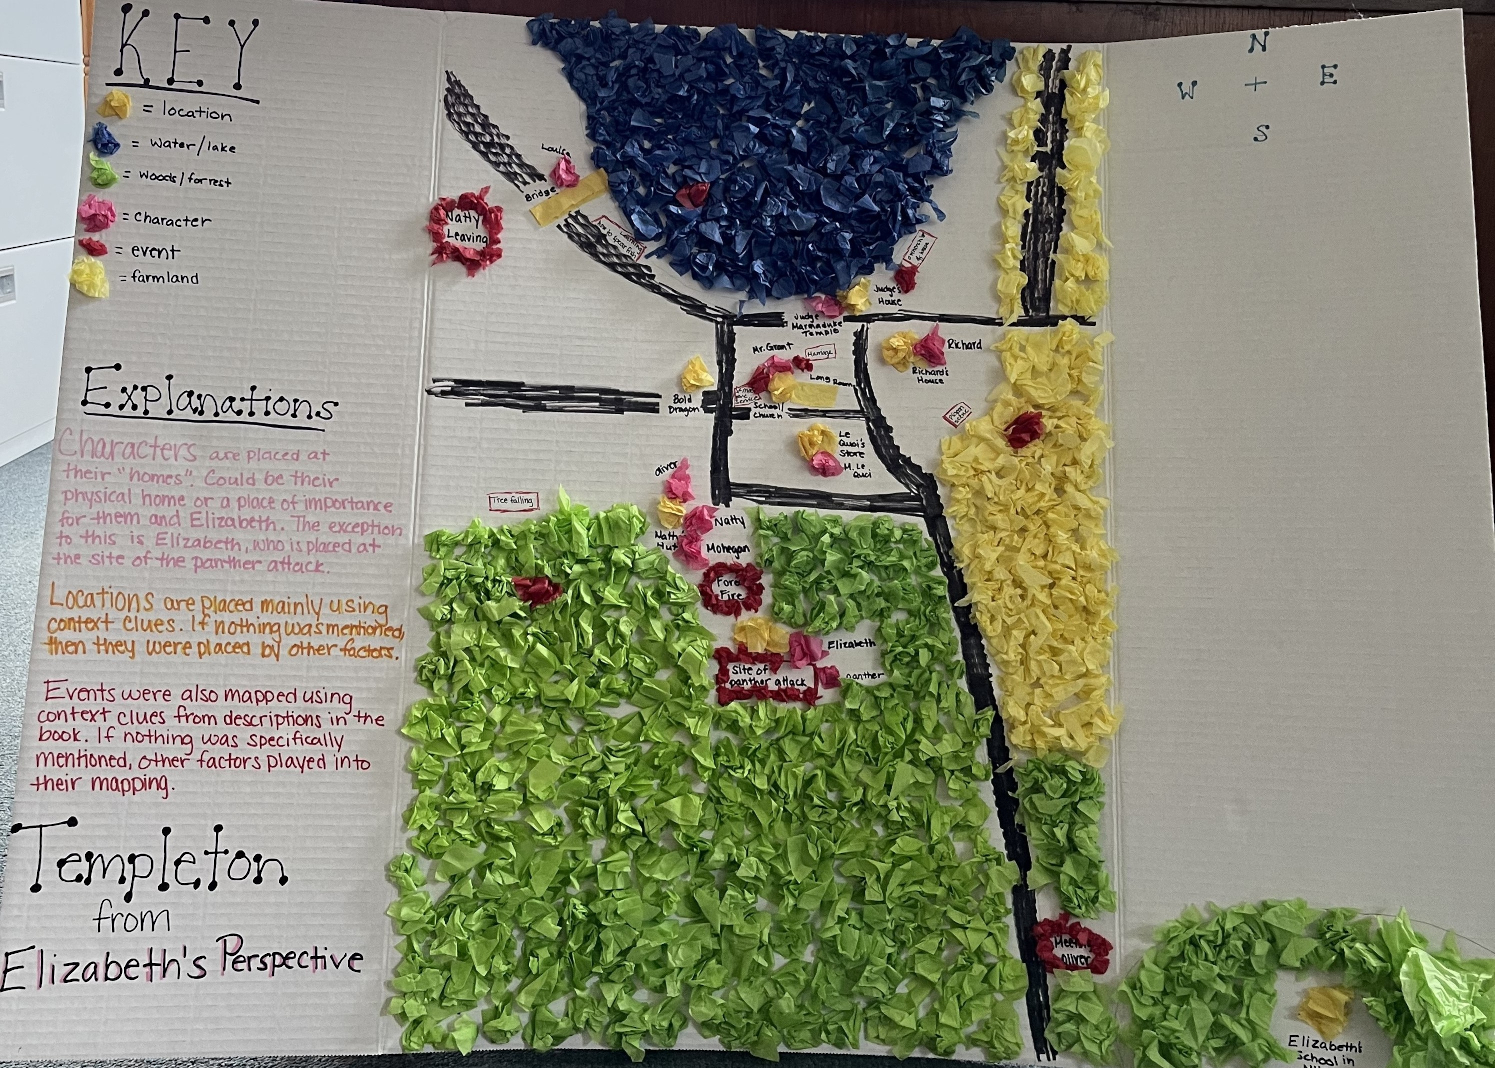 KEY
= location
= water/lake
= woods/forrest
= character
= event
= farmland
Explanations
Characters are placed at
their "homes". Could be their
physical home or a place of importance
for them and Elizabeth. The exception
to this is Elizabeth, who is placed at
the site of the panther attack.
Locations are placed mainly using
context clues. If nothing was mentioned,
then they were placed by other factors.
Events were also mapped using
context clues from descriptions in the
book. If nothing was specifically
mentioned, other factors played into
their mapping.
Templeton
from
Elizabeth's Perspective
Louisa
Bridge
Natty
Leaving
Judge's
House
Judge
Marmaduke
Temple
Mr. Grant
Long Room
School/
Church
Bold
Dragon
Richard
Richard's
House
Le
Quoi's
Store
M. Le
Quoi
Tree falling
Oliver
Natty's
Hut
Natty
Mohegan
Fire
Elizabeth
Site of
panther attack
panther
Oliver
N
W + E
S
Elizabeth's
School in